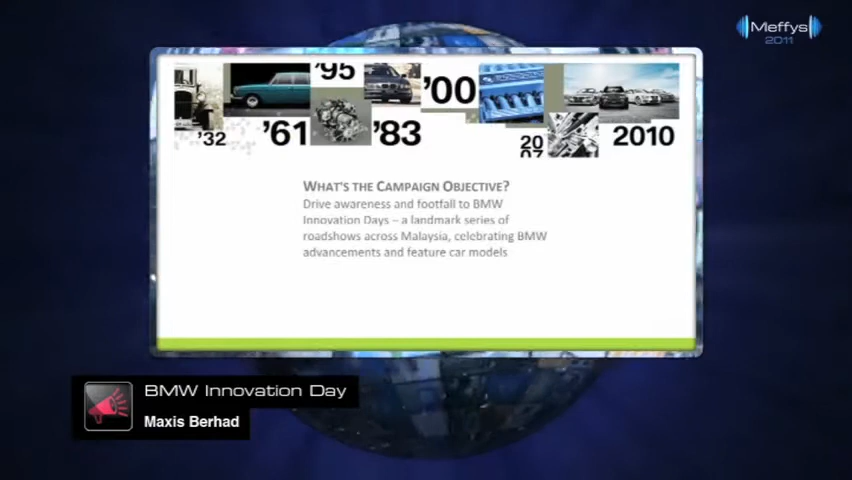 Meffys
2011
'95
'00
'32
'61
'83
20
07
2010
WHAT'S THE CAMPAIGN OBJECTIVE?
Drive awareness and footfall to BMW
Innovation Days – a landmark series of
roadshows across Malaysia, celebrating BMW
advancements and feature car models
BMW Innovation Day
Maxis Berhad